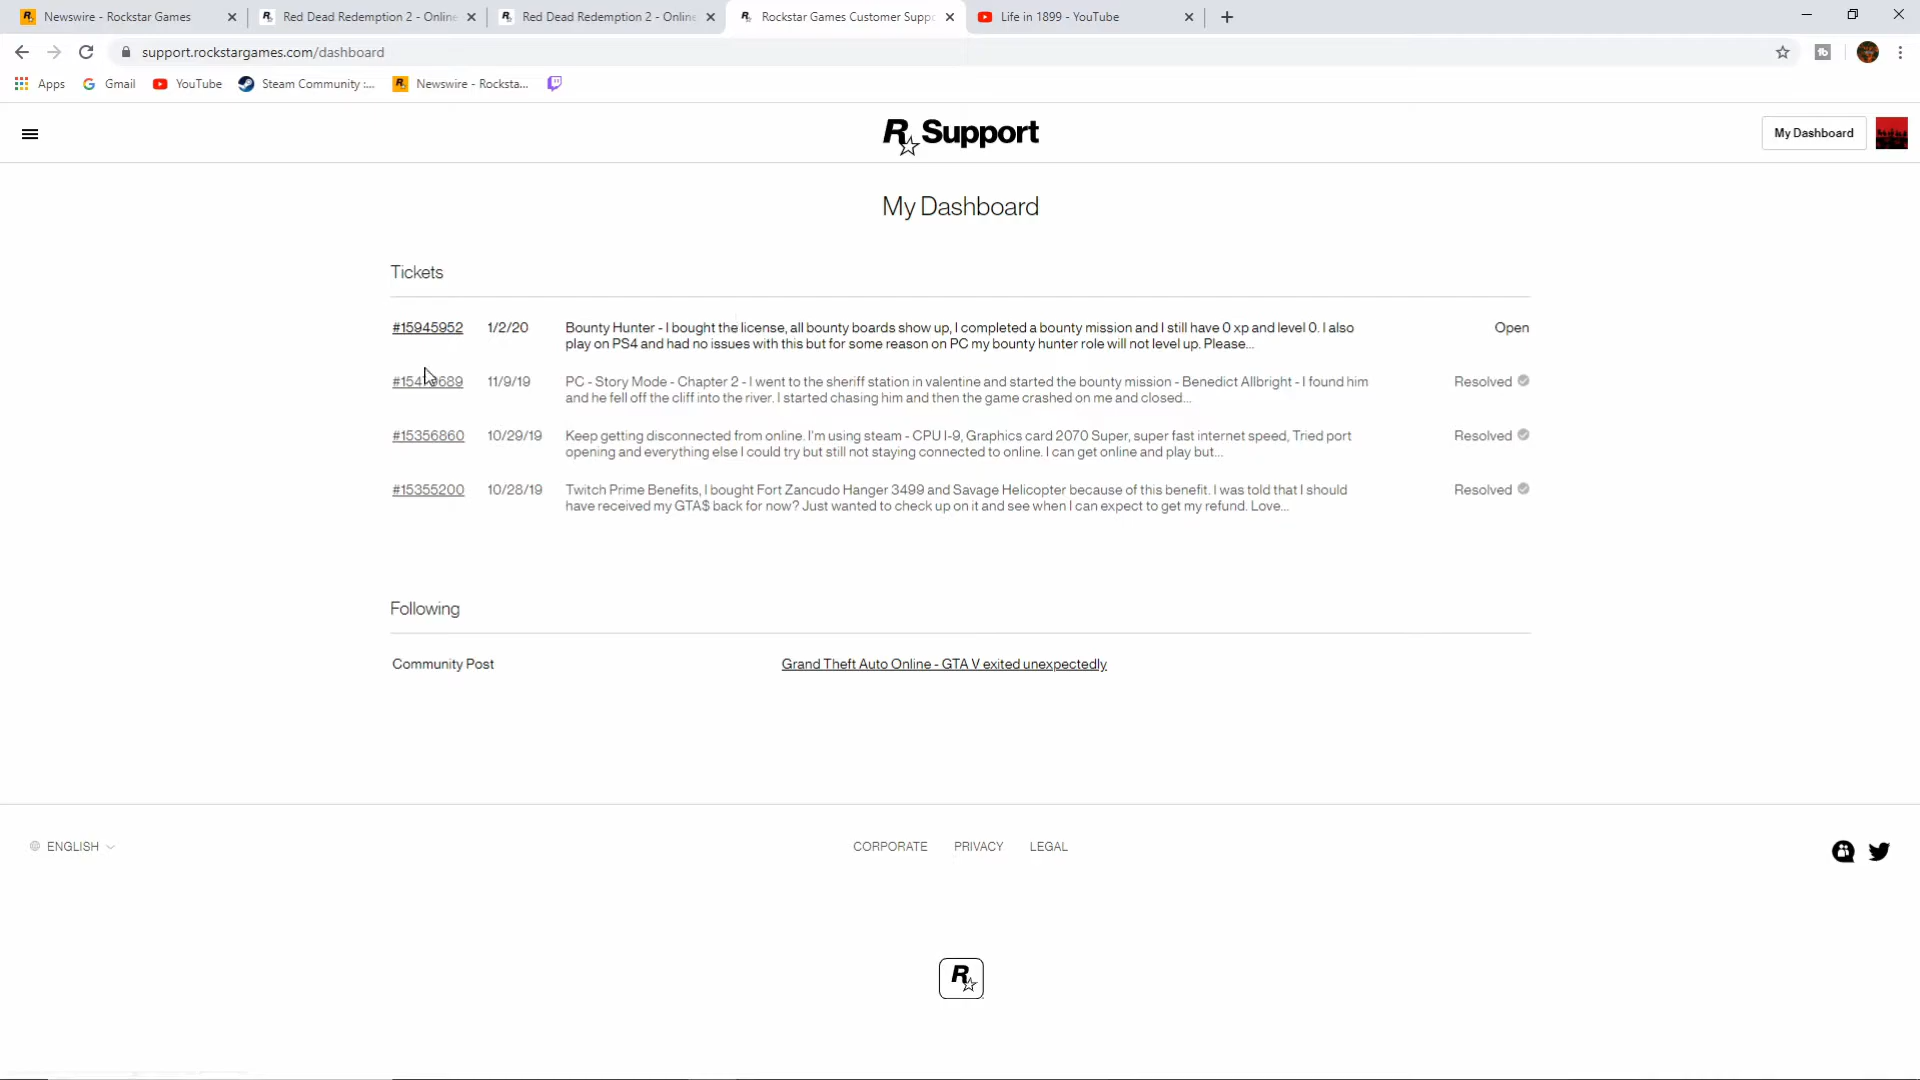 Newswire - Rockstar Games
Red Dead Redemption 2 - Online
Red Dead Redemption 2 - Online
Rockstar Games Customer Suppo
Life in 1899 - YouTube
support.rockstargames.com/dashboard
Apps
Gmail
YouTube
Steam Community :...
Newswire - Rocksta...
R Support
My Dashboard
My Dashboard
Tickets
#15945952 1/2/20 Bounty Hunter - I bought the license, all bounty boards show up, I completed a bounty mission and I still have 0 xp and level 0. I also Open
play on PS4 and had no issues with this but for some reason on PC my bounty hunter role will not level up. Please...
11/9/19 PC - Story Mode - Chapter 2 - I went to the sheriff station in valentine and started the bounty mission - Benedict Allbright - I found him Resolved
and he fell off the cliff into the river. I started chasing him and then the game crashed on me and closed...
#15356860 10/29/19 Keep getting disconnected from online. I'm using steam - CPU I-9, Graphics card 2070 Super, super fast internet speed, Tried port Resolved
opening and everything else I could try but still not staying connected to online. I can get online and play but...
#15355200 10/28/19 Twitch Prime Benefits, I bought Fort Zancudo Hanger 3499 and Savage Helicopter because of this benefit. I was told that I should Resolved
have received my GTA$ back for now? Just wanted to check up on it and see when I can expect to get my refund. Love...
Following
Community Post Grand Theft Auto Online - GTA V exited unexpectedly
ENGLISH
CORPORATE PRIVACY LEGAL
R